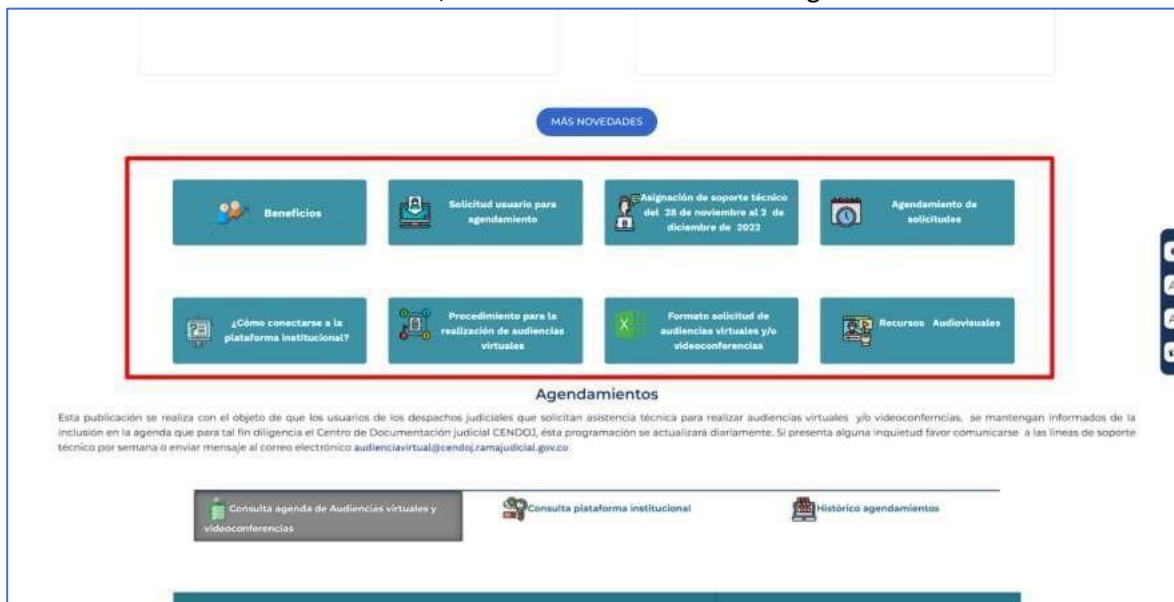 MÁS NOVEDADES
Beneficios
Solicitud usuario para
agendamiento
Asignación de soporte técnico
del 28 de noviembre al 2 de
diciembre de 2022
Agendamiento de
solicitudes
¿Cómo conectarse a la
plataforma institucional?
Procedimiento para la
realización de audiencias
virtuales
Formato solicitud de
audiencias virtuales y/o
videoconferencias
Recursos Audiovisuales
Agendamientos
Esta publicación se realiza con el objeto de que los usuarios de los despachos judiciales que solicitan asistencia técnica para realizar audiencias virtuales y/o videoconferncias, se mantengan informados de la
inclusión en la agenda que para tal fin diligencia el Centro de Documentación judicial CENDOJ, ésta programación se actualizará diariamente. Si presenta alguna inquietud favor comunicarse a las líneas de soporte
técnico por semana o enviar mensaje al correo electrónico audienciavirtual@cendoj.ramajudicial.gov.co
Consulta agenda de Audiencias virtuales y
videoconferencias
Consulta plataforma institucional
Histórico agendamientos